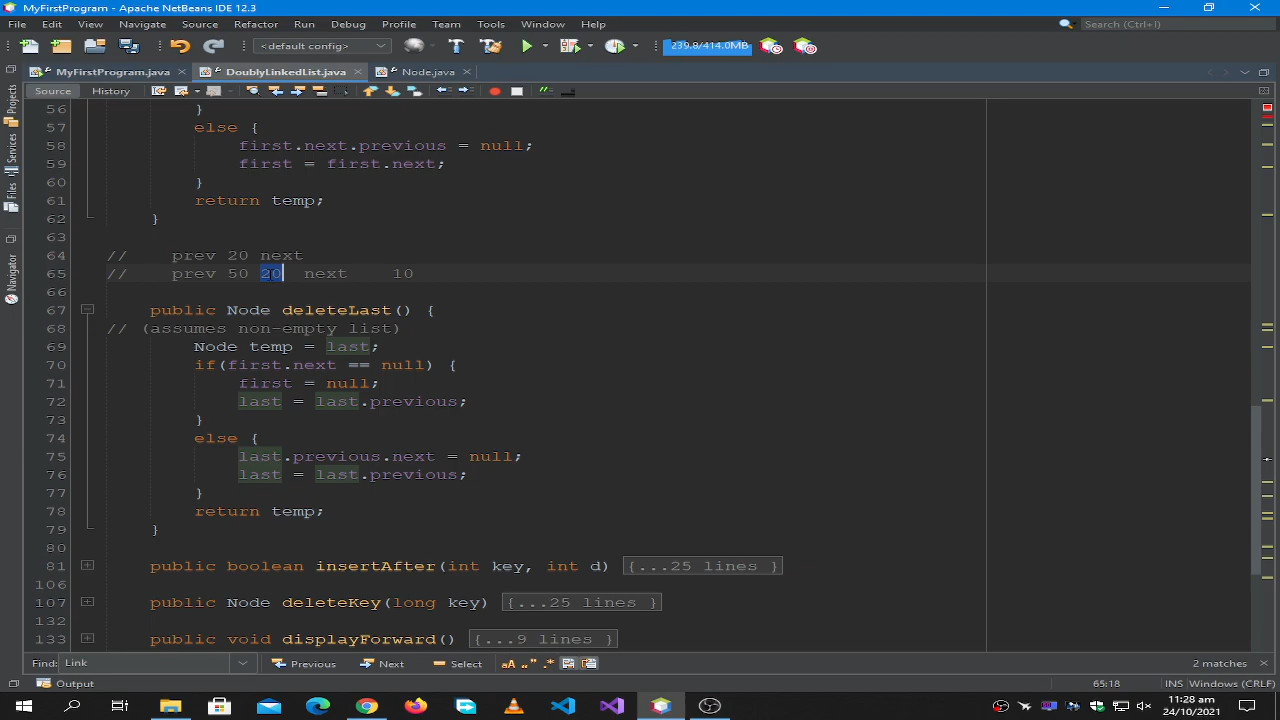 MyFirstProgram - Apache NetBeans IDE 12.3
File Edit View Navigate Source Refactor Run Debug Profile Team Tools Window Help
Search (Ctrl+I)
<default config>
239.8/414.0MB
MyFirstProgram.java DoublyLinkedList.java Node.java
Source History
Projects
Services
Files
Navigator
56 }
57 else {
58 first.next.previous = null;
59 first = first.next;
60 }
61 return temp;
62 }
63
64 // prev 20 next
65 // prev 50 20 next 10
66
67 public Node deleteLast() {
68 // (assumes non-empty list)
69 Node temp = last;
70 if(first.next == null) {
71 first = null;
72 last = last.previous;
73 }
74 else {
75 last.previous.next = null;
76 last = last.previous;
77 }
78 return temp;
79 }
80
81 public boolean insertAfter(int key, int d) {...25 lines }
106
107 public Node deleteKey(long key) {...25 lines }
132
133 public void displayForward() {...9 lines }
Find: Link Previous Next Select 2 matches
Output
65:18 INS Windows (CRLF)
11:28 am
24/10/2021